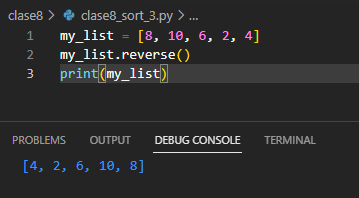 clase8 > clase8_sort_3.py > ...
1 my_list = [8, 10, 6, 2, 4]
2 my_list.reverse()
3 print(my_list)
PROBLEMS OUTPUT DEBUG CONSOLE TERMINAL
[4, 2, 6, 10, 8]